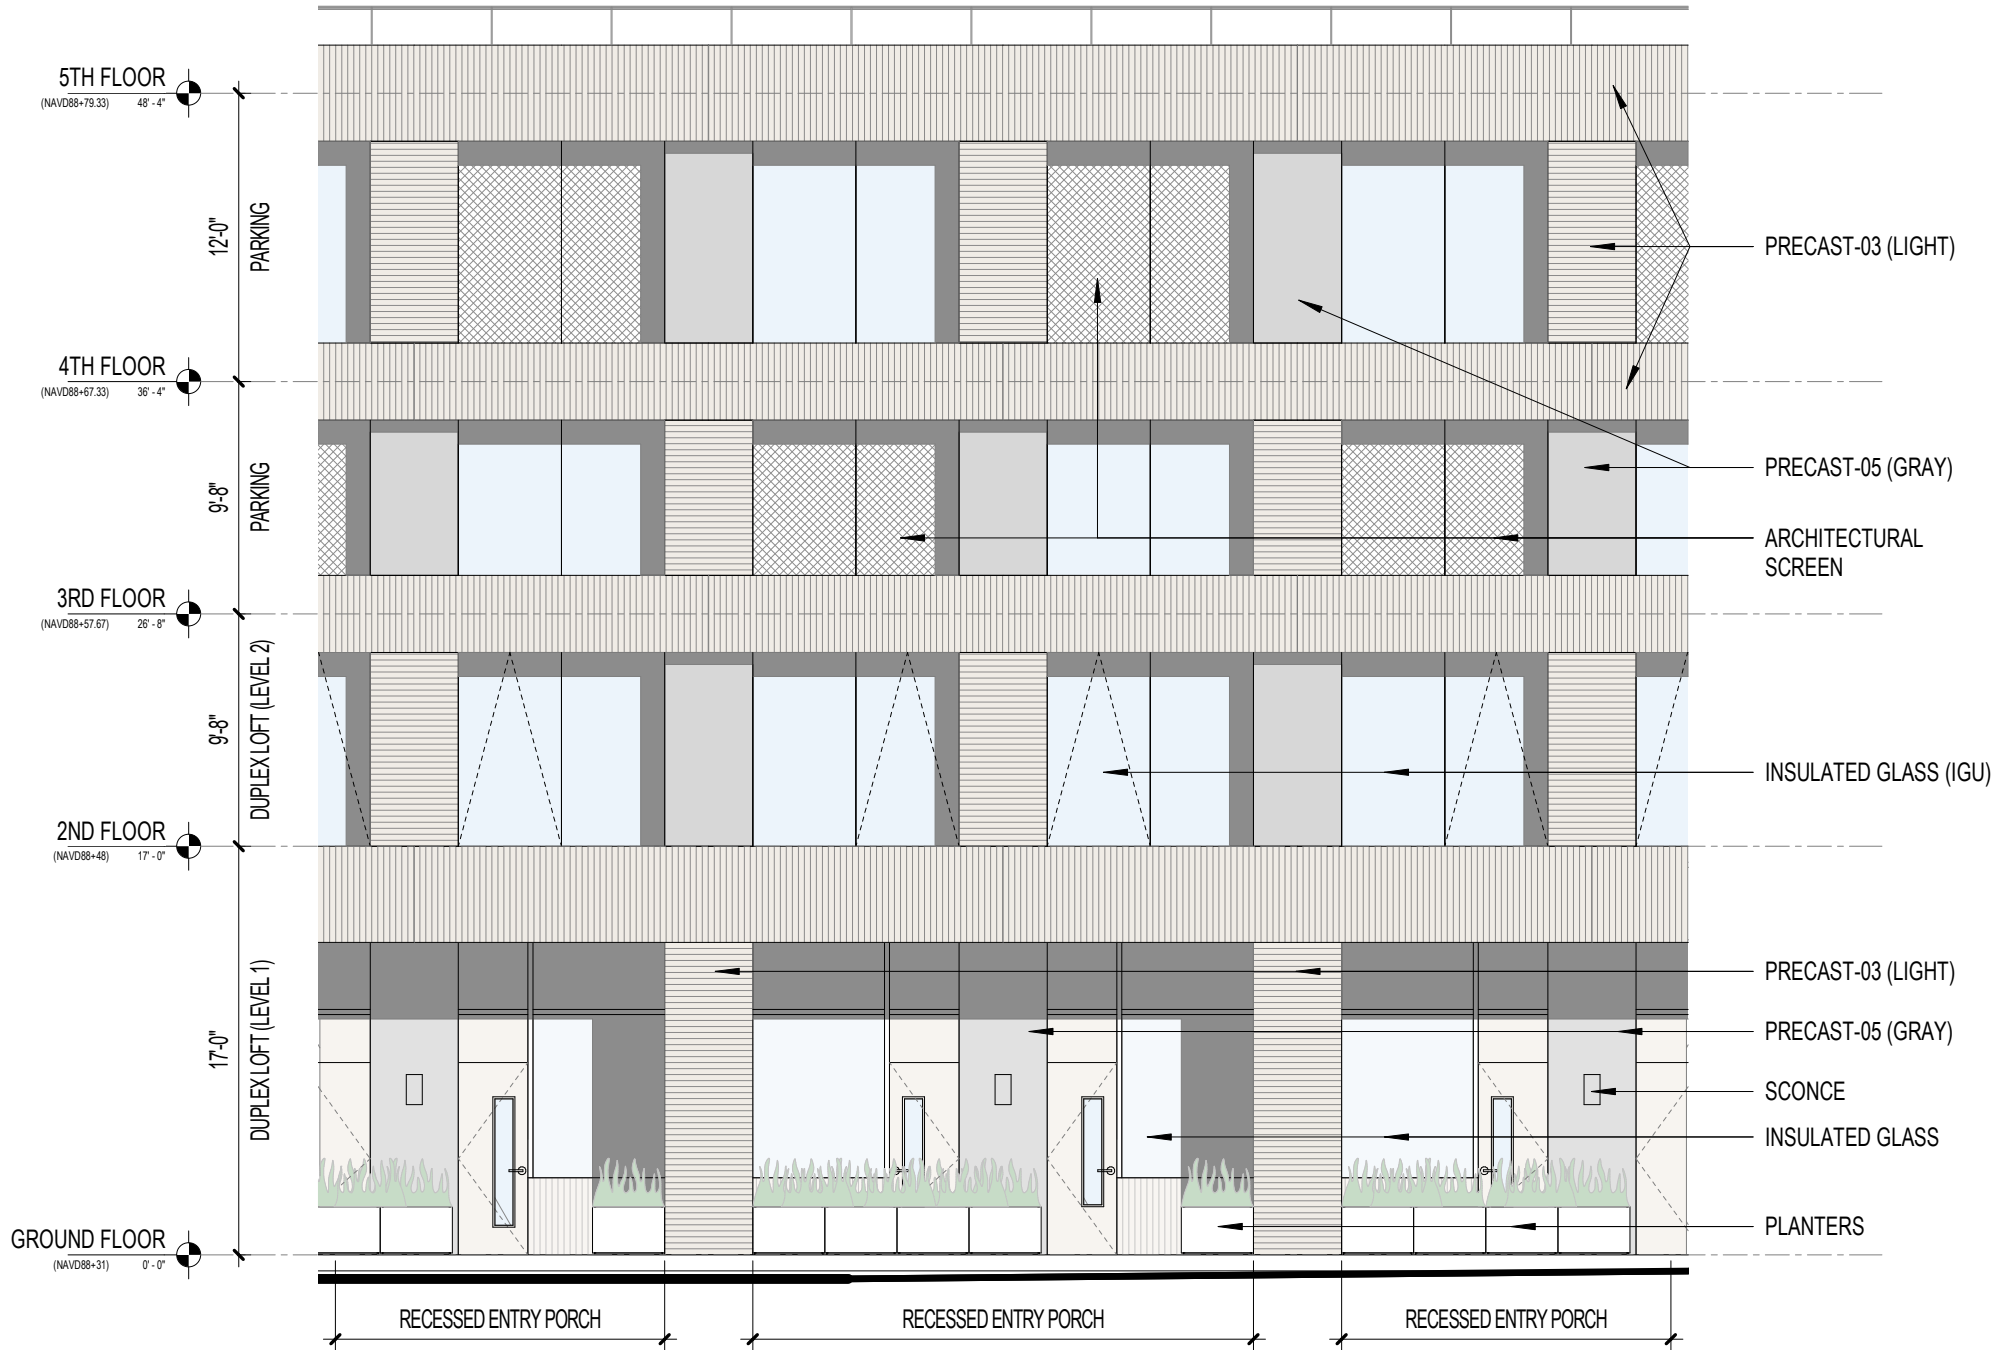 5TH FLOOR
(NAVD88+79.33) 48' - 4"
12'-0"
PARKING
PRECAST-03 (LIGHT)
4TH FLOOR
(NAVD88+67.33) 36' - 4"
9'-8"
PARKING
PRECAST-05 (GRAY)
ARCHITECTURAL
SCREEN
3RD FLOOR
(NAVD88+57.67) 26' - 8"
9'-8"
DUPLEX LOFT (LEVEL 2)
INSULATED GLASS (IGU)
2ND FLOOR
(NAVD88+48) 17' - 0"
17'-0"
DUPLEX LOFT (LEVEL 1)
PRECAST-03 (LIGHT)
PRECAST-05 (GRAY)
SCONCE
INSULATED GLASS
PLANTERS
GROUND FLOOR
(NAVD88+31) 0' - 0"
RECESSED ENTRY PORCH
RECESSED ENTRY PORCH
RECESSED ENTRY PORCH